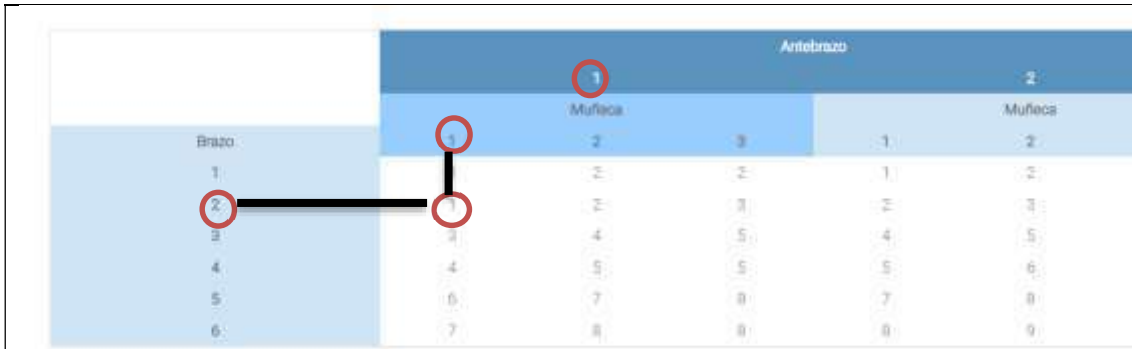 Antebrazo
1 2
Muñeca Muñeca
Brazo 1 2 3 1 2
1 2 2 1 2
2 1 2 3 2 3
3 3 4 5 4 5
4 4 5 5 5 6
5 6 7 8 7 8
6 7 8 8 8 9